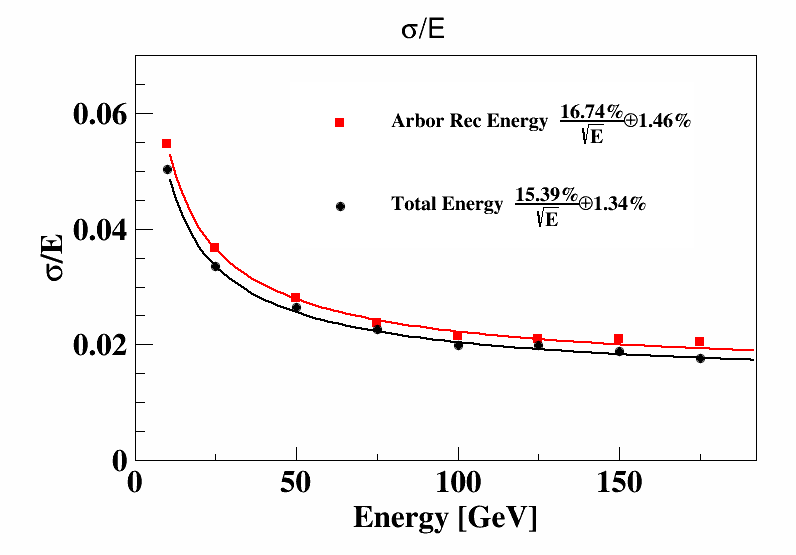 σ/E
0.06
0.04
0.02
0
σ/E
Arbor Rec Energy 16.74%/√E ⊕1.46%
Total Energy 15.39%/√E ⊕1.34%
0 50 100 150
Energy [GeV]